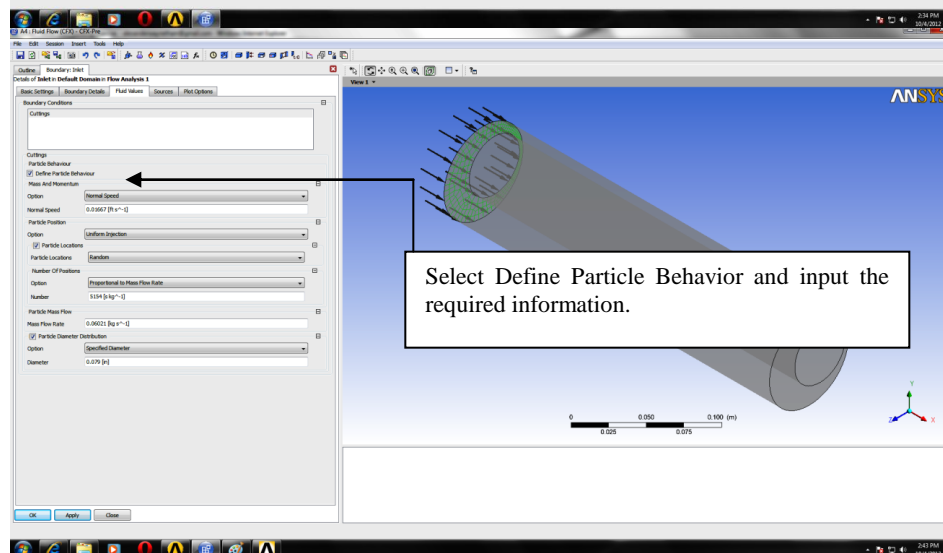 2:34 PM
10/4/2012
A4 : Fluid Flow (CFX) - CFX-Pre
File Edit Session Insert Tools Help
Outline Boundary: Inlet
Details of Inlet in Default Domain in Flow Analysis 1
Basic Settings Boundary Details Fluid Values Sources Plot Options
Boundary Conditions
Cuttings
Cuttings
Particle Behaviour
Define Particle Behaviour
Mass And Momentum
Option Normal Speed
Normal Speed 0.01667 [ft s^-1]
Particle Position
Option Uniform Injection
Particle Locations
Particle Locations Random
Number Of Positions
Option Proportional to Mass Flow Rate
Number 5154 [s kg^-1]
Particle Mass Flow
Mass Flow Rate 0.06021 [kg s^-1]
Particle Diameter Distribution
Option Specified Diameter
Diameter 0.079 [in]
OK Apply Close
View 1
ANSYS
Select Define Particle Behavior and input the
required information.
0 0.050 0.100 (m)
0.025 0.075
Y
Z X
2:43 PM